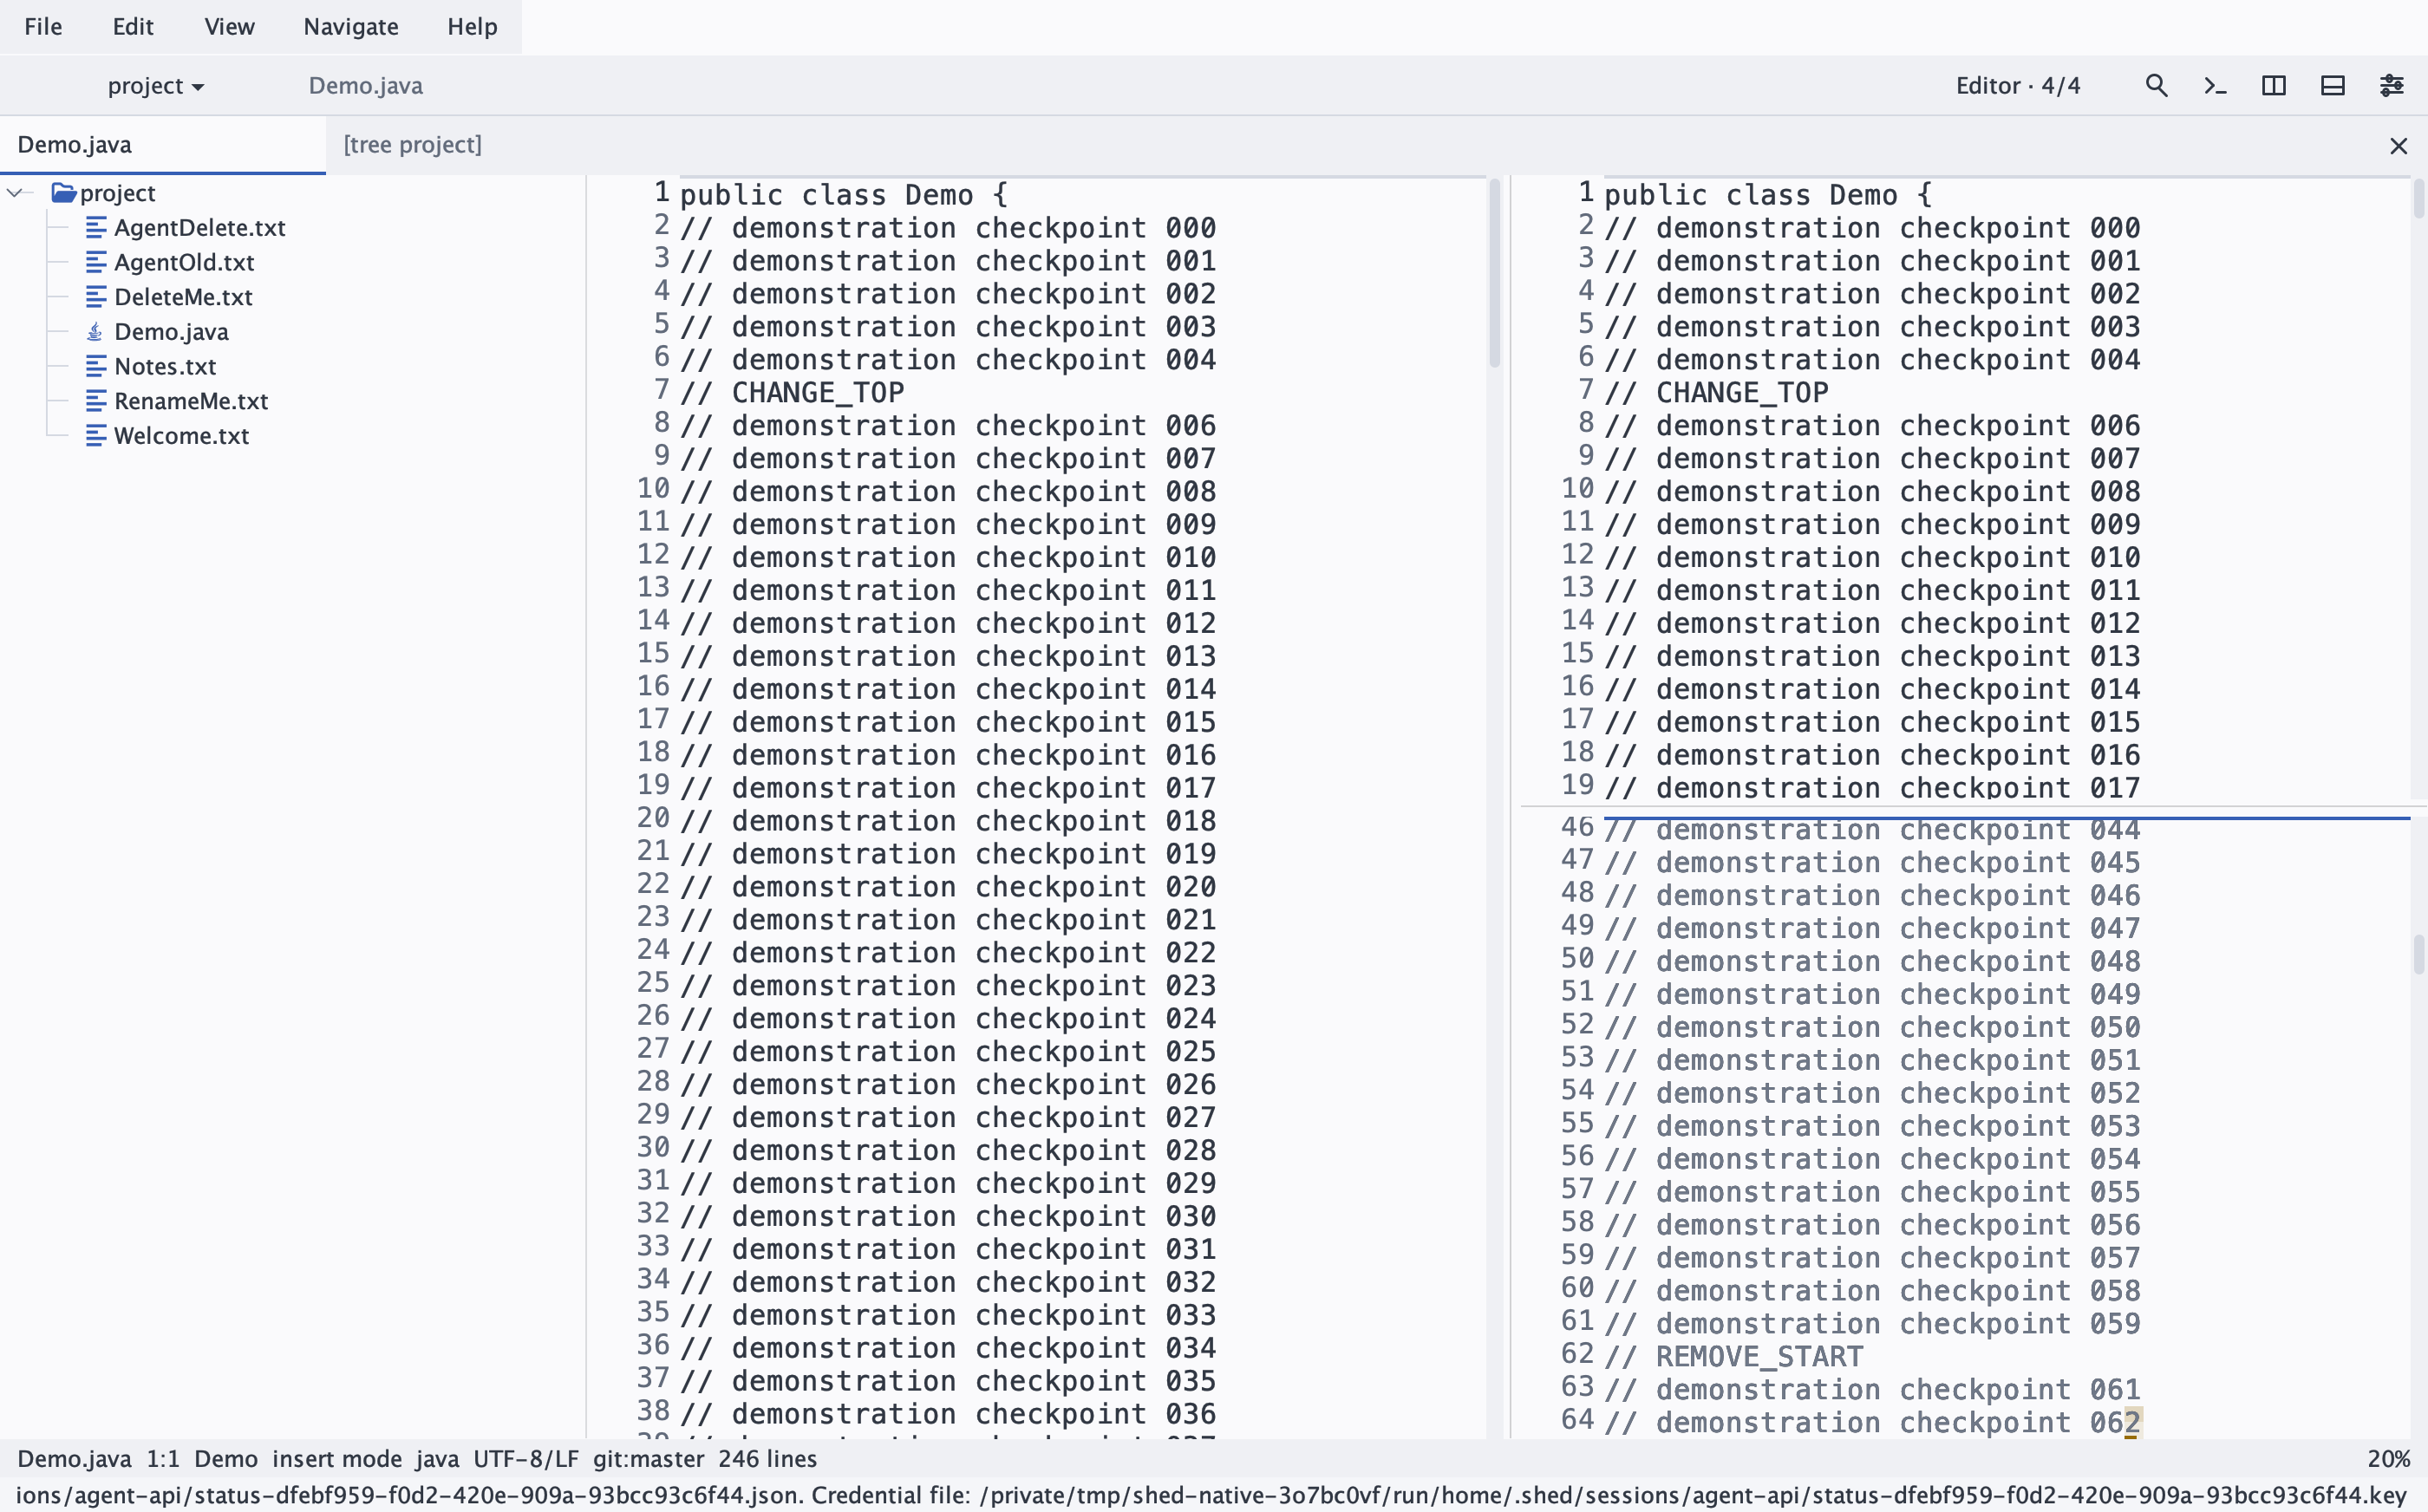 File Edit View Navigate Help
project Demo.java Editor · 4/4
Demo.java [tree project]
project
AgentDelete.txt
AgentOld.txt
DeleteMe.txt
Demo.java
Notes.txt
RenameMe.txt
Welcome.txt
1 public class Demo {
2 // demonstration checkpoint 000
3 // demonstration checkpoint 001
4 // demonstration checkpoint 002
5 // demonstration checkpoint 003
6 // demonstration checkpoint 004
7 // CHANGE_TOP
8 // demonstration checkpoint 006
9 // demonstration checkpoint 007
10 // demonstration checkpoint 008
11 // demonstration checkpoint 009
12 // demonstration checkpoint 010
13 // demonstration checkpoint 011
14 // demonstration checkpoint 012
15 // demonstration checkpoint 013
16 // demonstration checkpoint 014
17 // demonstration checkpoint 015
18 // demonstration checkpoint 016
19 // demonstration checkpoint 017
20 // demonstration checkpoint 018
21 // demonstration checkpoint 019
22 // demonstration checkpoint 020
23 // demonstration checkpoint 021
24 // demonstration checkpoint 022
25 // demonstration checkpoint 023
26 // demonstration checkpoint 024
27 // demonstration checkpoint 025
28 // demonstration checkpoint 026
29 // demonstration checkpoint 027
30 // demonstration checkpoint 028
31 // demonstration checkpoint 029
32 // demonstration checkpoint 030
33 // demonstration checkpoint 031
34 // demonstration checkpoint 032
35 // demonstration checkpoint 033
36 // demonstration checkpoint 034
37 // demonstration checkpoint 035
38 // demonstration checkpoint 036
1 public class Demo {
2 // demonstration checkpoint 000
3 // demonstration checkpoint 001
4 // demonstration checkpoint 002
5 // demonstration checkpoint 003
6 // demonstration checkpoint 004
7 // CHANGE_TOP
8 // demonstration checkpoint 006
9 // demonstration checkpoint 007
10 // demonstration checkpoint 008
11 // demonstration checkpoint 009
12 // demonstration checkpoint 010
13 // demonstration checkpoint 011
14 // demonstration checkpoint 012
15 // demonstration checkpoint 013
16 // demonstration checkpoint 014
17 // demonstration checkpoint 015
18 // demonstration checkpoint 016
19 // demonstration checkpoint 017
46 // demonstration checkpoint 044
47 // demonstration checkpoint 045
48 // demonstration checkpoint 046
49 // demonstration checkpoint 047
50 // demonstration checkpoint 048
51 // demonstration checkpoint 049
52 // demonstration checkpoint 050
53 // demonstration checkpoint 051
54 // demonstration checkpoint 052
55 // demonstration checkpoint 053
56 // demonstration checkpoint 054
57 // demonstration checkpoint 055
58 // demonstration checkpoint 056
59 // demonstration checkpoint 057
60 // demonstration checkpoint 058
61 // demonstration checkpoint 059
62 // REMOVE_START
63 // demonstration checkpoint 061
64 // demonstration checkpoint 062
Demo.java 1:1 Demo insert mode java UTF-8/LF git:master 246 lines 20%
ions/agent-api/status-dfebf959-f0d2-420e-909a-93bcc93c6f44.json. Credential file: /private/tmp/shed-native-3o7bc0vf/run/home/.shed/sessions/agent-api/status-dfebf959-f0d2-420e-909a-93bcc93c6f44.key